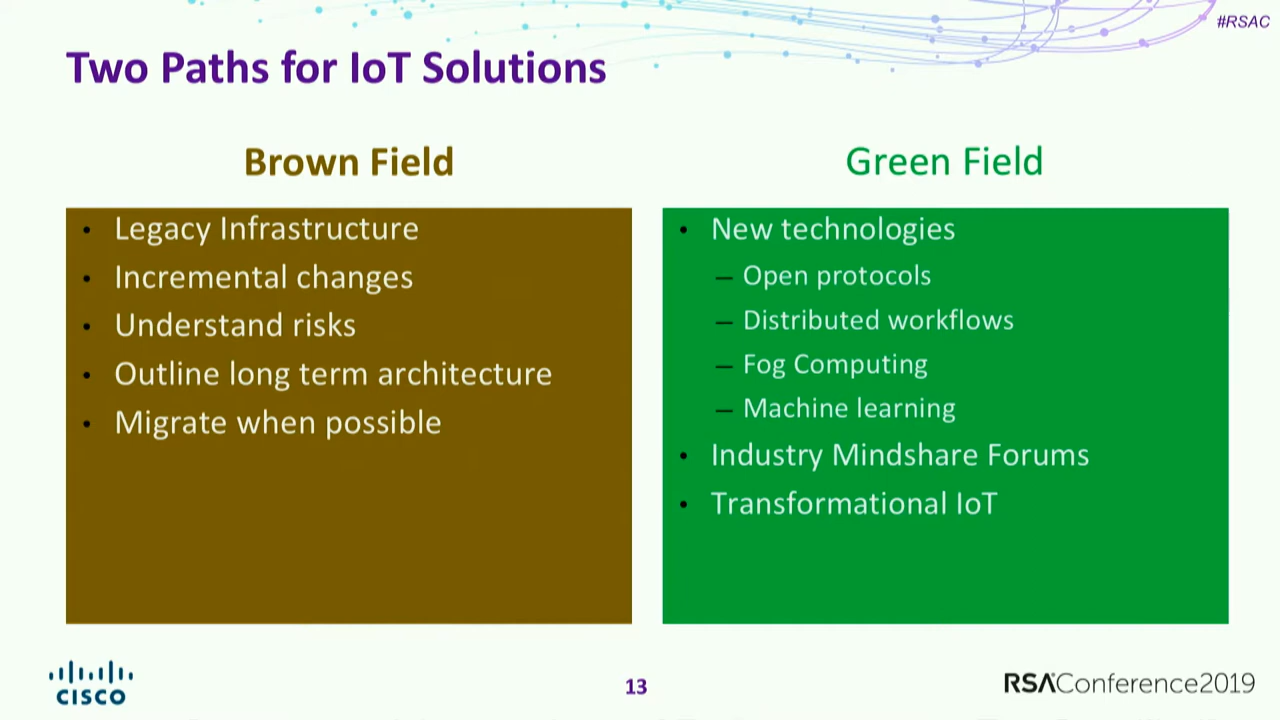 #RSAC
Two Paths for IoT Solutions
Brown Field
• Legacy Infrastructure
• Incremental changes
• Understand risks
• Outline long term architecture
• Migrate when possible
Green Field
• New technologies
– Open protocols
– Distributed workflows
– Fog Computing
– Machine learning
• Industry Mindshare Forums
• Transformational IoT
CISCO
13
RSAConference2019